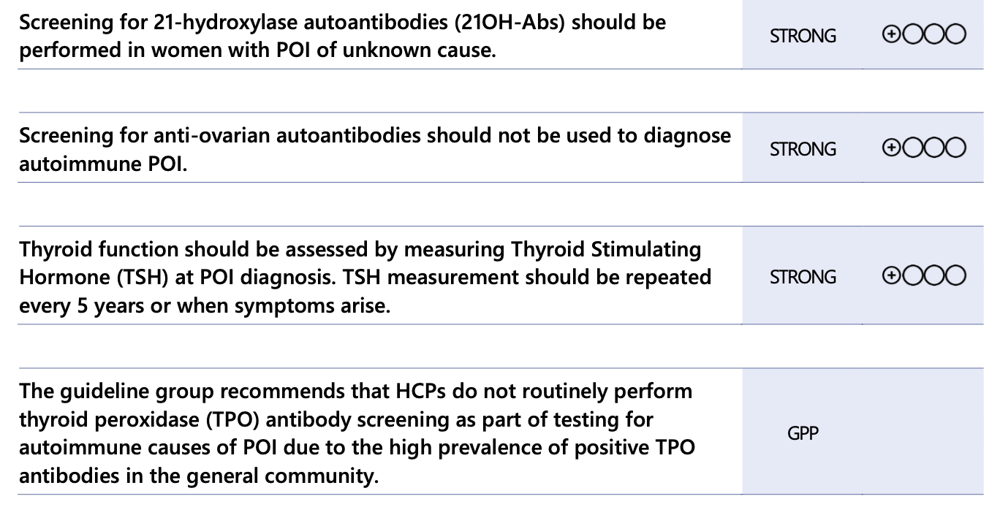 Screening for 21-hydroxylase autoantibodies (21OH-Abs) should be
performed in women with POI of unknown cause.
STRONG ⊕○○○
Screening for anti-ovarian autoantibodies should not be used to diagnose
autoimmune POI.
STRONG ⊕○○○
Thyroid function should be assessed by measuring Thyroid Stimulating
Hormone (TSH) at POI diagnosis. TSH measurement should be repeated
every 5 years or when symptoms arise.
STRONG ⊕○○○
The guideline group recommends that HCPs do not routinely perform
thyroid peroxidase (TPO) antibody screening as part of testing for
autoimmune causes of POI due to the high prevalence of positive TPO
antibodies in the general community.
GPP